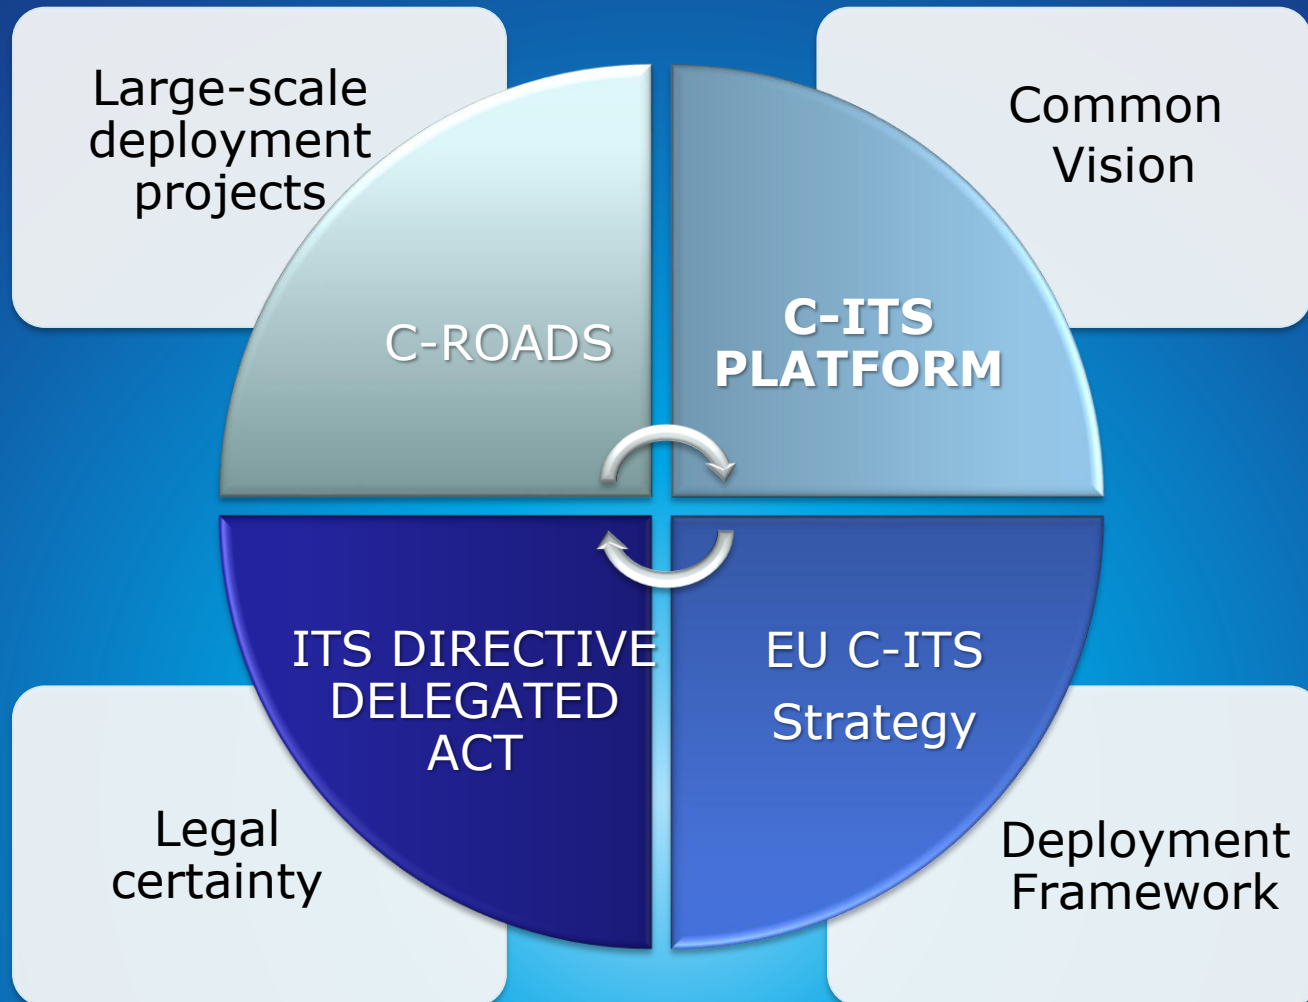 Large-scale
deployment
projects
Common
Vision
C-ROADS
C-ITS
PLATFORM
ITS DIRECTIVE
DELEGATED
ACT
EU C-ITS
Strategy
Legal
certainty
Deployment
Framework